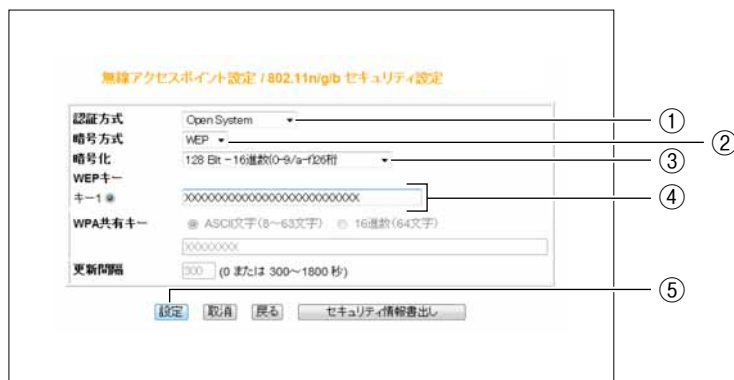 無線アクセスポイント設定 / 802.11n/g/b セキュリティ設定
認証方式 Open System ①
暗号方式 WEP ②
暗号化 128 Bit - 16進数(0-9/a-f)26桁 ③
WEPキー
キー1 XXXXXXXXXXXXXXXXXXXXXXXXXX ④
WPA共有キー ASCII文字(8~63文字) 16進数(64文字)
XXXXXXXX
更新間隔 300 (0 または 300~1800 秒)
設定 取消 戻る セキュリティ情報書出し ⑤